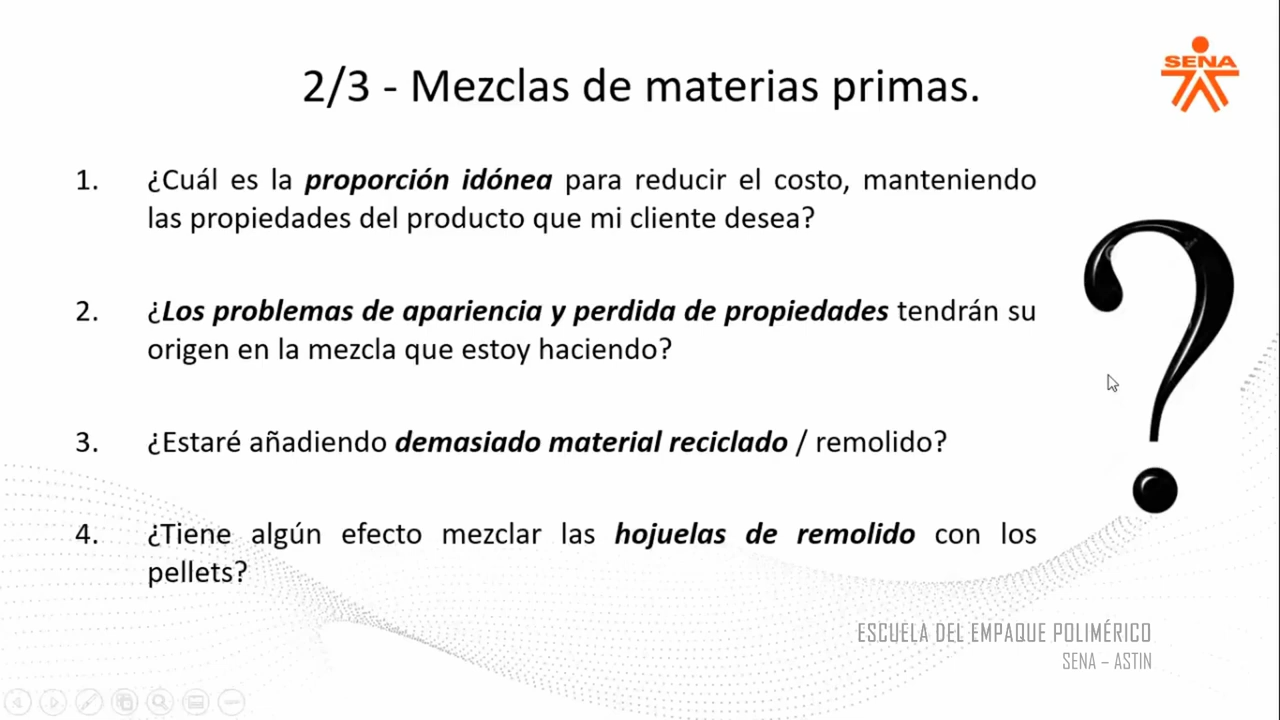 SENA
2/3 - Mezclas de materias primas.
1. ¿Cuál es la proporción idónea para reducir el costo, manteniendo
las propiedades del producto que mi cliente desea?
2. ¿Los problemas de apariencia y perdida de propiedades tendrán su
origen en la mezcla que estoy haciendo?
3. ¿Estaré añadiendo demasiado material reciclado / remolido?
4. ¿Tiene algún efecto mezclar las hojuelas de remolido con los
pellets?
ESCUELA DEL EMPAQUE POLIMÉRICO
SENA – ASTIN